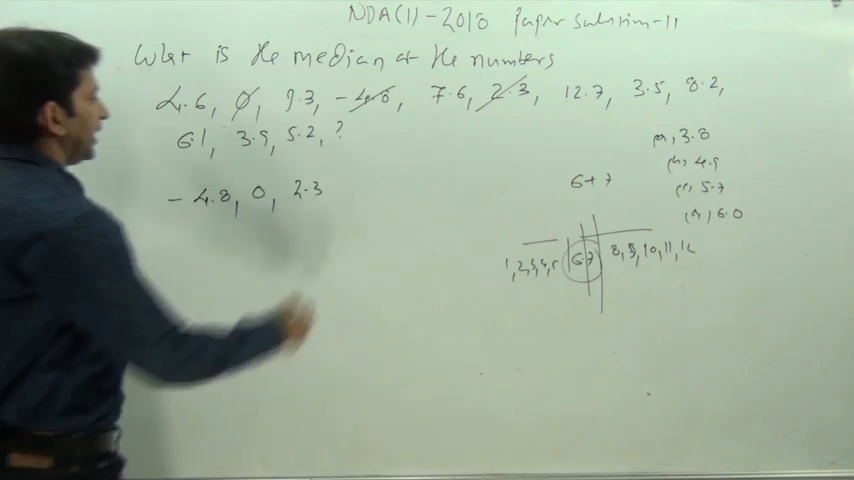 NDA(1)-2018 paper solution-11
What is the median of the numbers
4.6, 0, 9.3, -4.8, 7.6, 2.3, 12.7, 3.5, 8.2,
6.1, 3.9, 5.2, ?
(a), 3.8
(b), 4.9
(c), 5.7
(d), 6.0
- 4.8, 0, 2.3
6+7
1,2,3,4,5 6 7 8, 9, 10, 11, 12